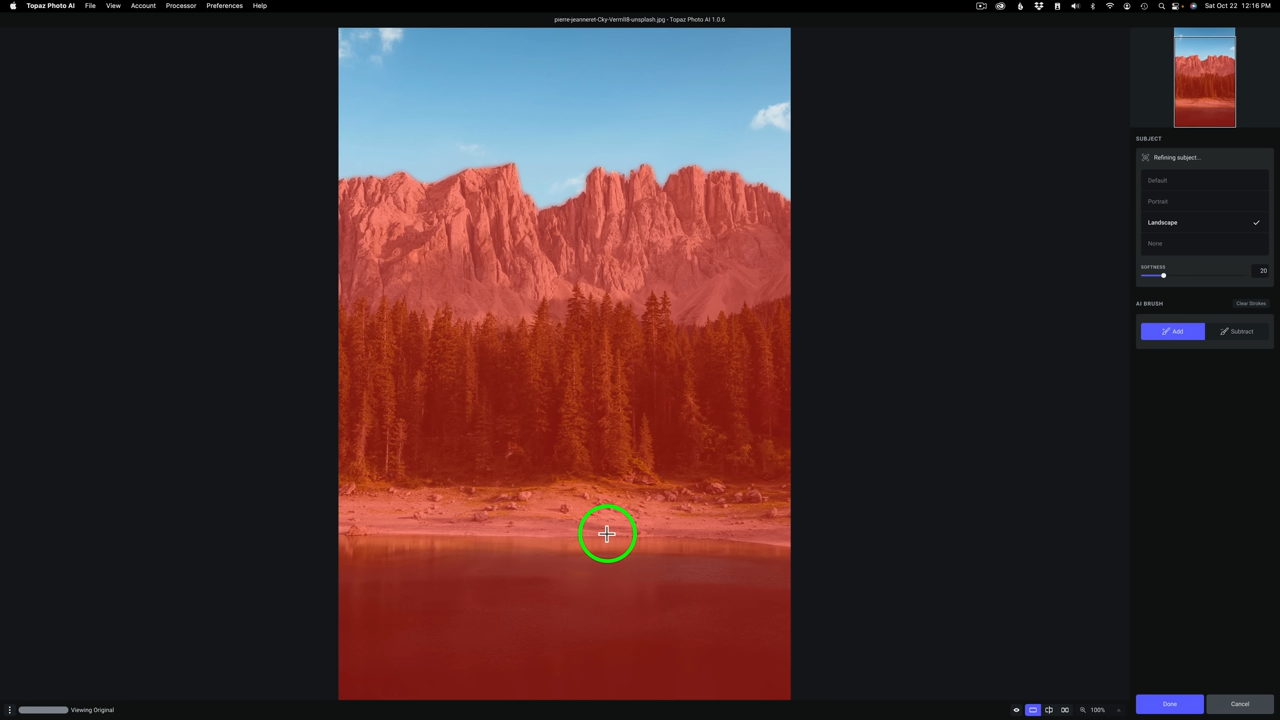 Topaz Photo AI File View Account Processor Preferences Help Sat Oct 22 12:16 PM
pierre-jeanneret-Cky-VermlI8-unsplash.jpg - Topaz Photo AI 1.0.6
SUBJECT
Refining subject...
Default
Portrait
Landscape
None
SOFTNESS
20
AI BRUSH Clear Strokes
Add Subtract
Done Cancel
Viewing Original 100%